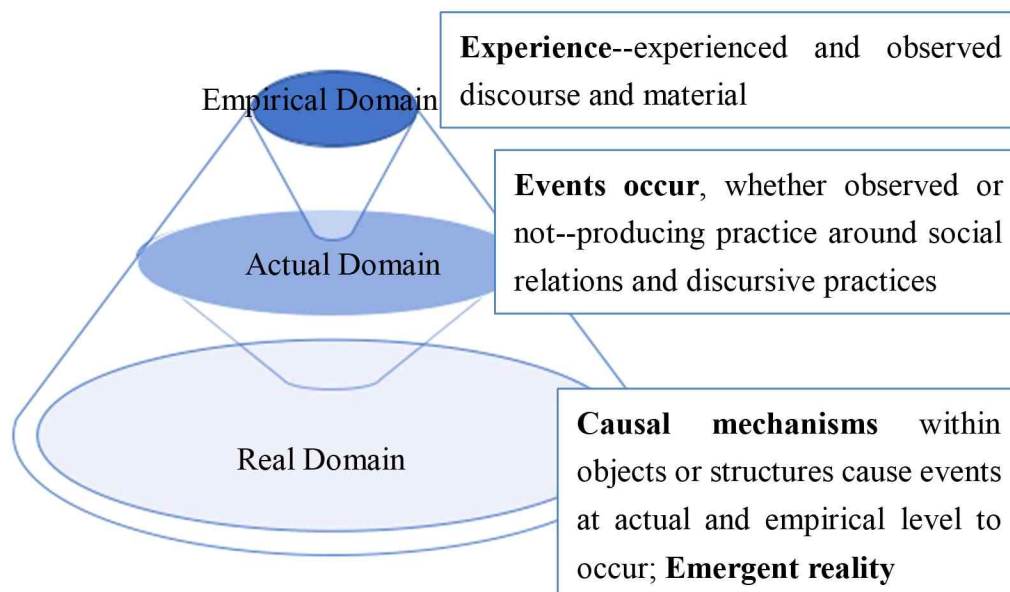 Experience--experienced and observed
discourse and material
Empirical Domain
Events occur, whether observed or
not--producing practice around social
relations and discursive practices
Actual Domain
Causal mechanisms within
objects or structures cause events
at actual and empirical level to
occur; Emergent reality
Real Domain